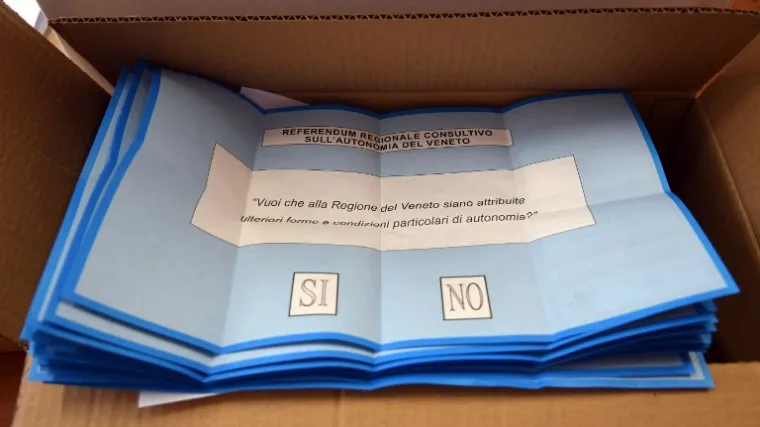 REFERENDUM REGIONALE CONSULTIVO
SULL'AUTONOMIA DEL VENETO
"Vuoi che alla Regione del Veneto siano attribuite
ulteriori forme e condizioni particolari di autonomia?"
SI NO